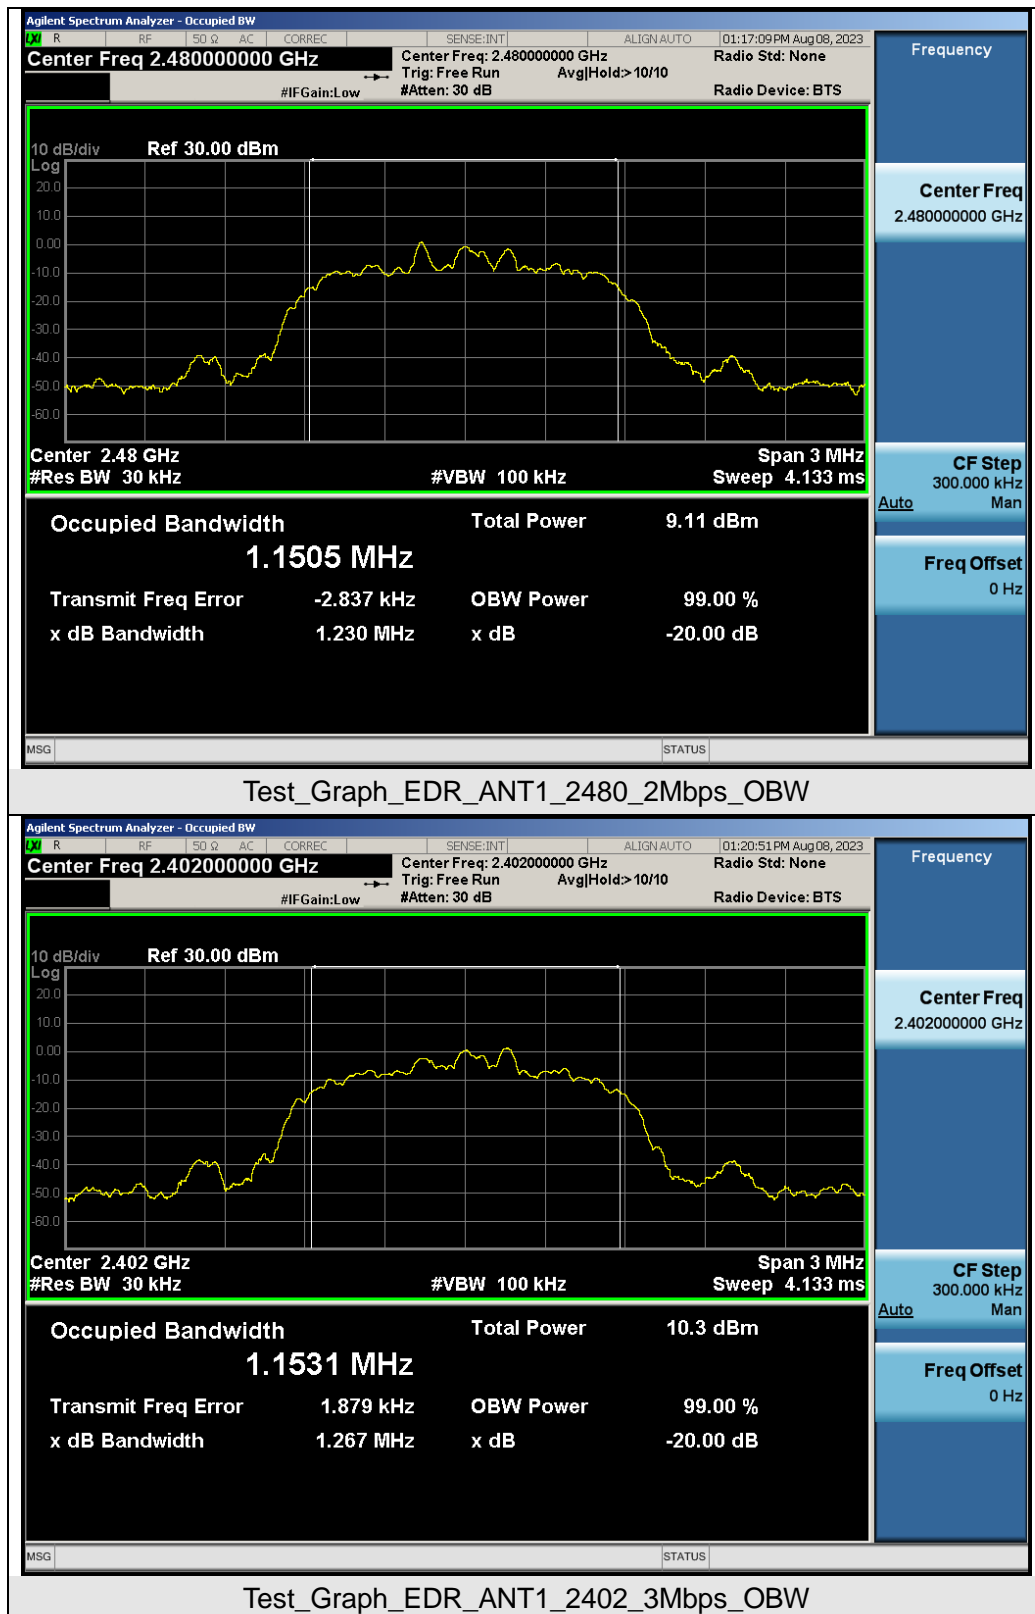 Agilent Spectrum Analyzer - Occupied BW
LXI R RF 50 Ω AC CORREC SENSE:INT ALIGN AUTO 01:17:09 PM Aug 08, 2023
Center Freq 2.480000000 GHz Center Freq: 2.480000000 GHz Radio Std: None
Trig: Free Run Avg|Hold:> 10/10
#IFGain:Low #Atten: 30 dB Radio Device: BTS
Frequency
10 dB/div Ref 30.00 dBm
Log
20.0
10.0
0.00
-10.0
-20.0
-30.0
-40.0
-50.0
-60.0
Center 2.48 GHz Span 3 MHz
#Res BW 30 kHz #VBW 100 kHz Sweep 4.133 ms
Center Freq
2.480000000 GHz
CF Step
300.000 kHz
Auto Man
Freq Offset
0 Hz
Occupied Bandwidth Total Power 9.11 dBm
1.1505 MHz
Transmit Freq Error -2.837 kHz OBW Power 99.00 %
x dB Bandwidth 1.230 MHz x dB -20.00 dB
MSG STATUS
Test_Graph_EDR_ANT1_2480_2Mbps_OBW
Agilent Spectrum Analyzer - Occupied BW
LXI R RF 50 Ω AC CORREC SENSE:INT ALIGN AUTO 01:20:51 PM Aug 08, 2023
Center Freq 2.402000000 GHz Center Freq: 2.402000000 GHz Radio Std: None
Trig: Free Run Avg|Hold:> 10/10
#IFGain:Low #Atten: 30 dB Radio Device: BTS
Frequency
10 dB/div Ref 30.00 dBm
Log
20.0
10.0
0.00
-10.0
-20.0
-30.0
-40.0
-50.0
-60.0
Center 2.402 GHz Span 3 MHz
#Res BW 30 kHz #VBW 100 kHz Sweep 4.133 ms
Center Freq
2.402000000 GHz
CF Step
300.000 kHz
Auto Man
Freq Offset
0 Hz
Occupied Bandwidth Total Power 10.3 dBm
1.1531 MHz
Transmit Freq Error 1.879 kHz OBW Power 99.00 %
x dB Bandwidth 1.267 MHz x dB -20.00 dB
MSG STATUS
Test_Graph_EDR_ANT1_2402_3Mbps_OBW